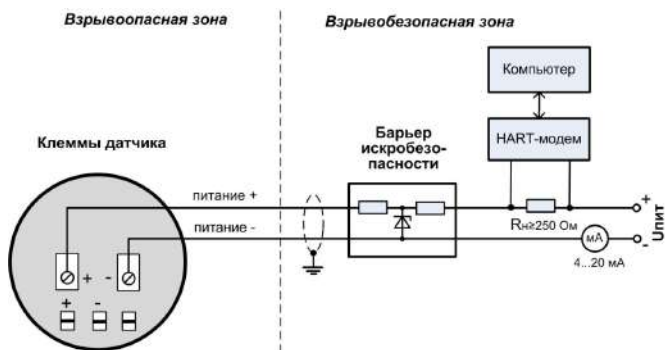 Взрывоопасная зона
Взрывобезопасная зона
Компьютер
HART-модем
Клеммы датчика
Барьер
искробезо-
пасности
питание +
питание -
Rн≥250 Ом
+
-
Uпит
мА
4...20 мА
+ -
+ -